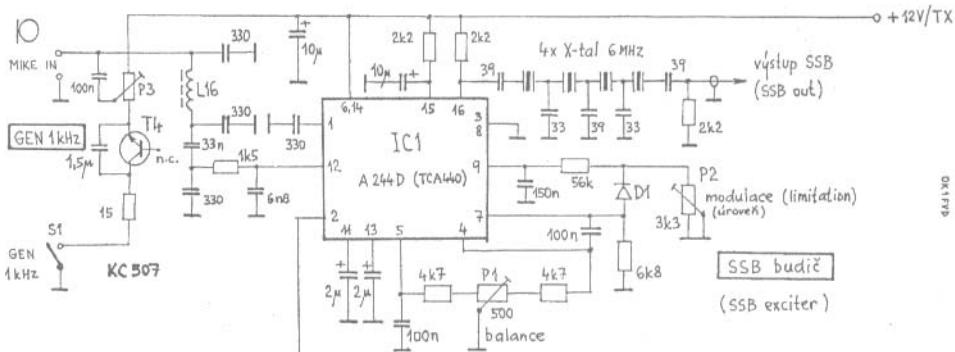 +12V/TX
MIKE IN
100n
P3
L16
330
10μ
10μ
2k2
2k2
39
4x X-tal 6 MHz
39
výstup SSB
(SSB out)
33
39
33
2k2
GEN 1kHz
T4
n.c.
1,5μ
33n
330
330
1k5
330
6n8
15
S1
GEN
1kHz
KC 507
6,14
15
16
1
3
8
IC1
A 244D (TCA440)
12
9
2
7
11
13
5
4
150n
56k
D1
P2
modulace (limitation)
(úroveň)
3k3
100n
6k8
2μ
2μ
4k7
P1
4k7
500
100n
balance
SSB budič
(SSB exciter)
OK1FVD